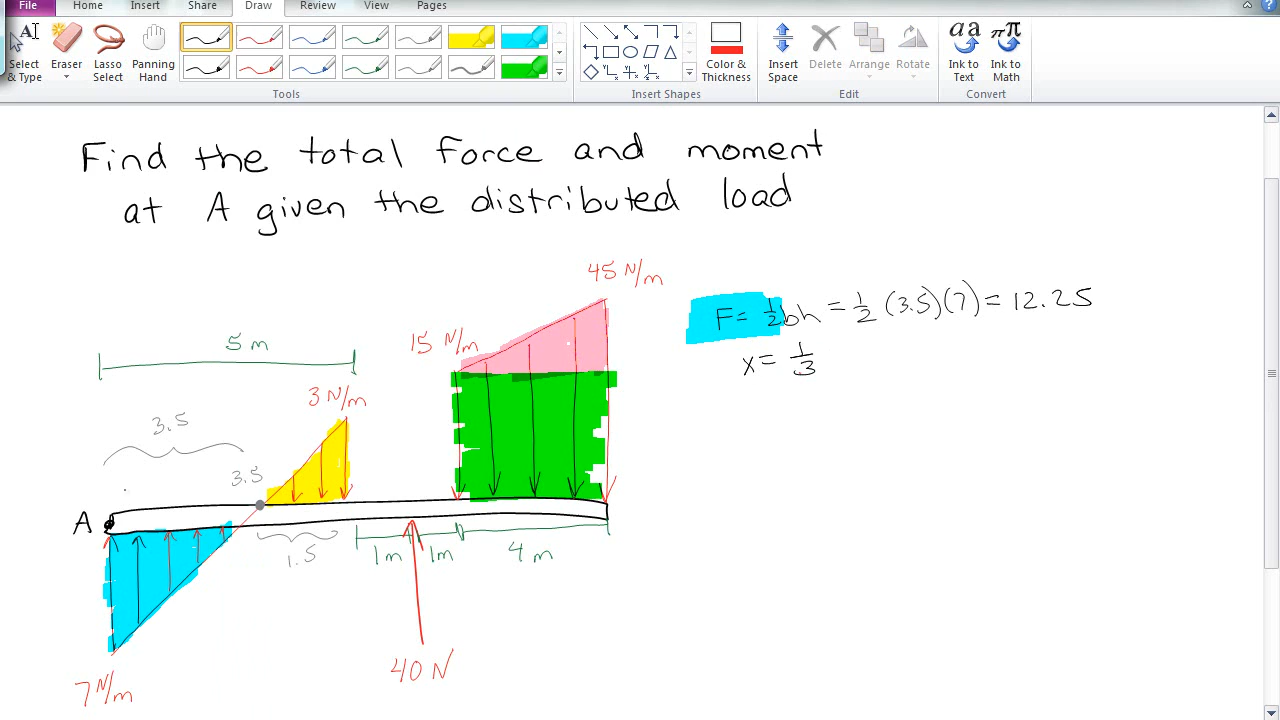 File Home Insert Share Draw Review View Pages
Select & Type Eraser Lasso Select Panning Hand Color & Thickness Insert Space Delete Arrange Rotate Ink to Text Ink to Math
Tools Insert Shapes Edit Convert
Find the total force and moment
at A given the distributed load
45 N/m
F = ½bh = ½ (3.5)(7) = 12.25
x = ⅓
5 m
15 N/m
3 N/m
3.5
3.5
A
1.5
1m
1m
4 m
40 N
7 N/m